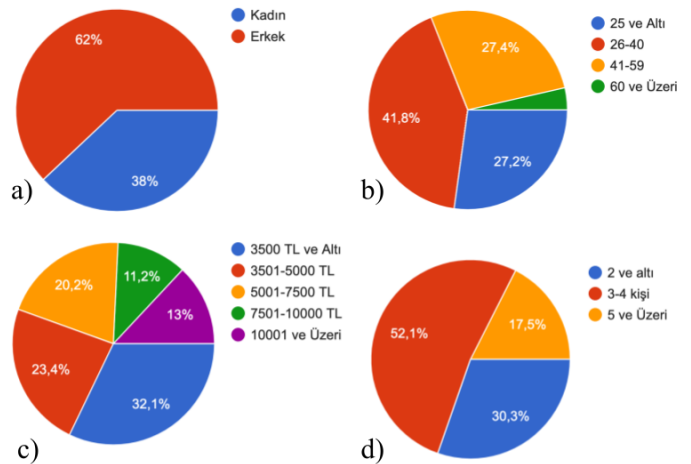 62%
38%
Kadın
Erkek
a)
27,4%
41,8%
27,2%
25 ve Altı
26-40
41-59
60 ve Üzeri
b)
20,2%
11,2%
13%
23,4%
32,1%
3500 TL ve Altı
3501-5000 TL
5001-7500 TL
7501-10000 TL
10001 ve Üzeri
c)
52,1%
17,5%
30,3%
2 ve altı
3-4 kişi
5 ve Üzeri
d)